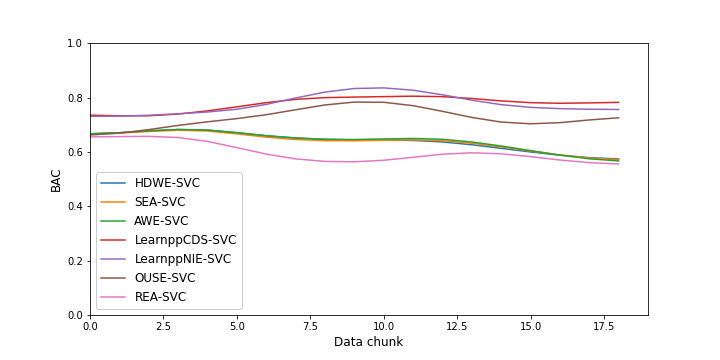 1.0
0.8
0.6
0.4
0.2
0.0
BAC
HDWE-SVC
SEA-SVC
AWE-SVC
LearnppCDS-SVC
LearnppNIE-SVC
OUSE-SVC
REA-SVC
0.0 2.5 5.0 7.5 10.0 12.5 15.0 17.5
Data chunk